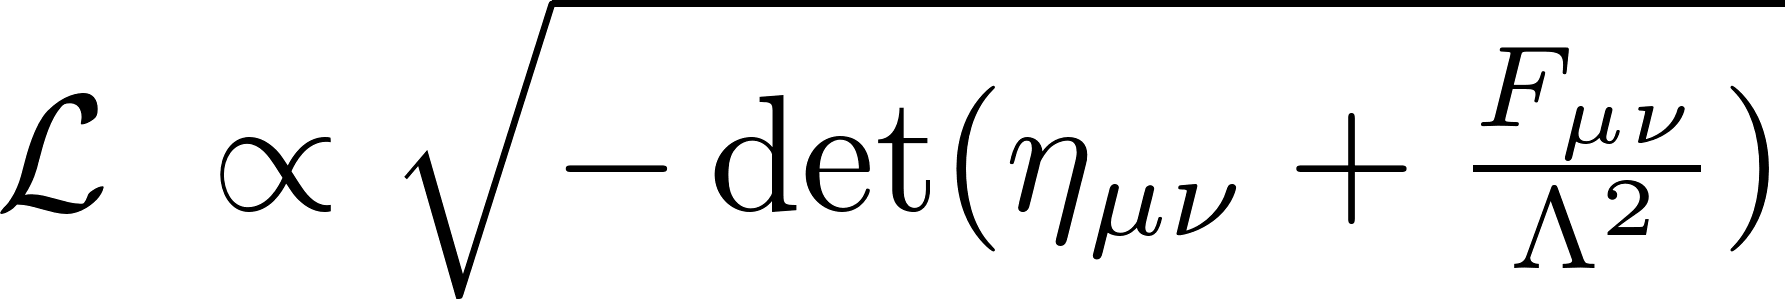 ℒ ∝ √(− det(η_{μν} + F_{μν}/Λ²))